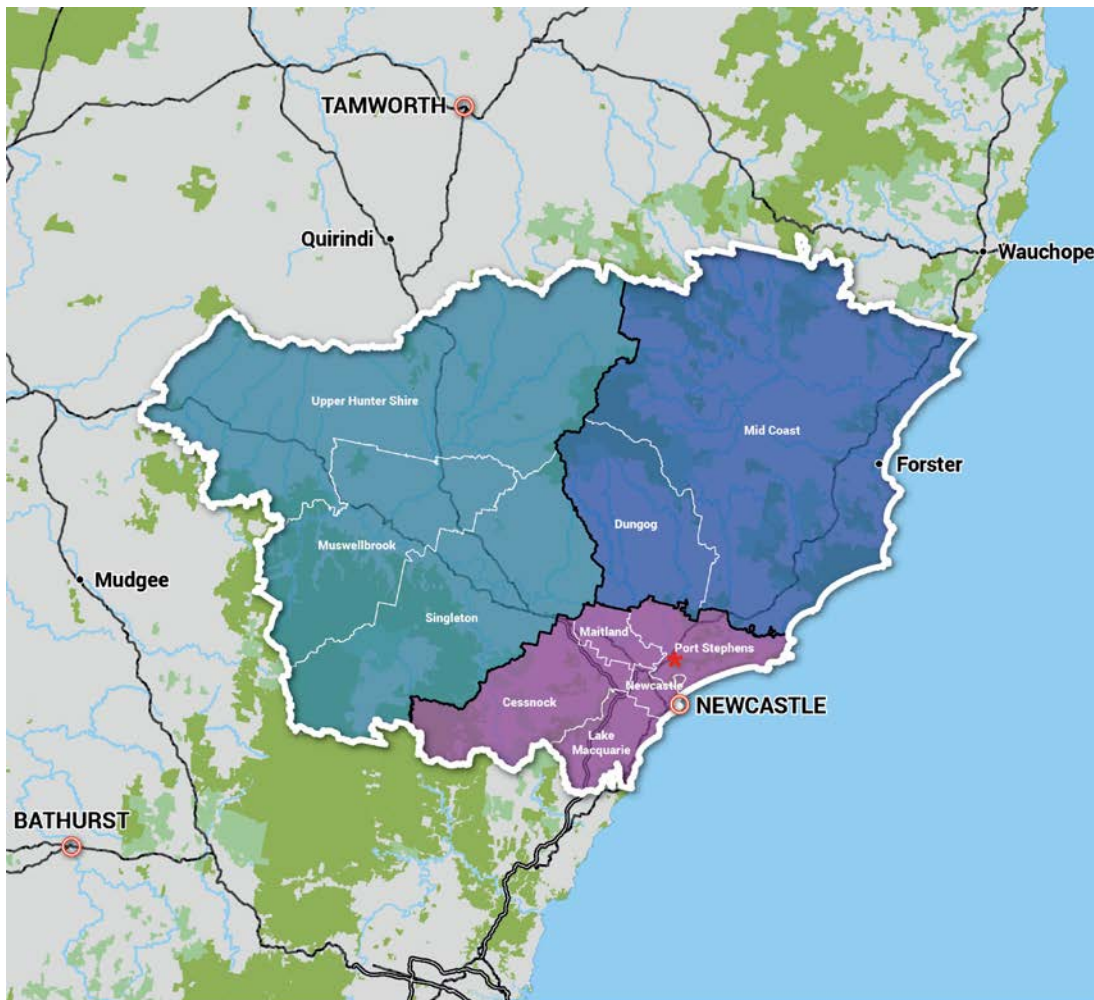 TAMWORTH
Quirindi
Wauchope
Upper Hunter Shire
Mid Coast
Forster
Dungog
Muswellbrook
Mudgee
Singleton
Maitland
Port Stephens
Newcastle
Cessnock
NEWCASTLE
Lake
Macquarie
BATHURST